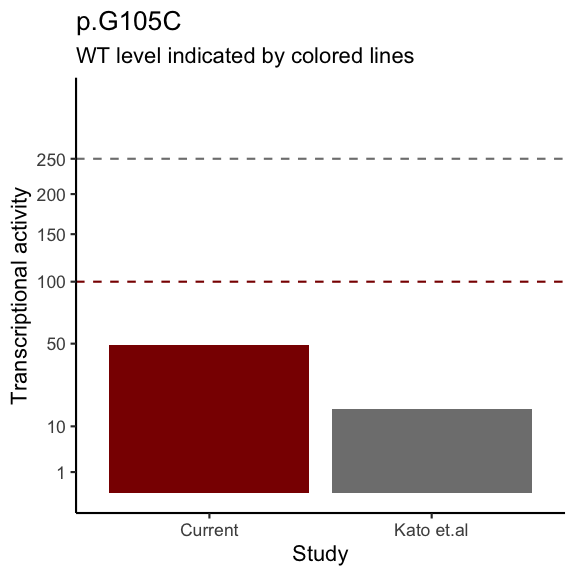 p.G105C
WT level indicated by colored lines
Transcriptional activity
250
200
150
100
50
10
1
Current
Kato et.al
Study